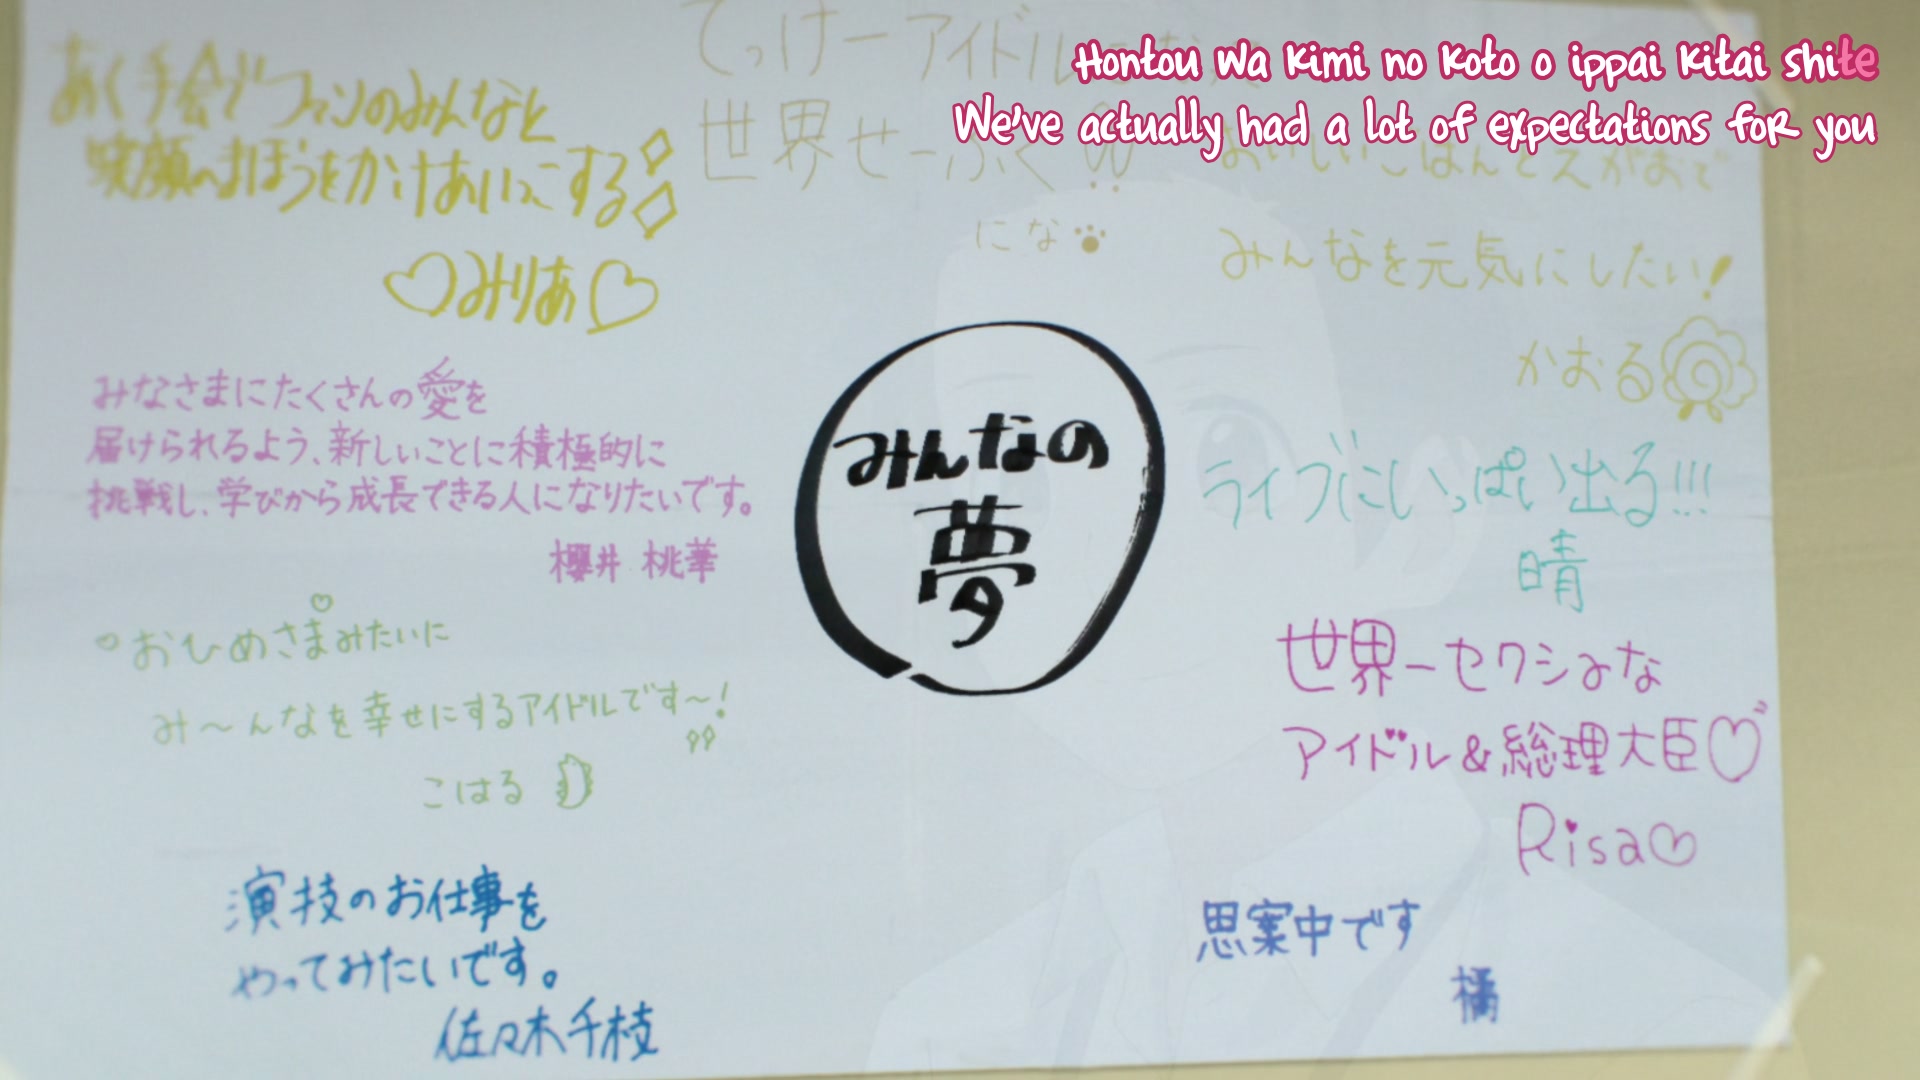 Hontou wa kimi no koto o ippai kitai shite
We've actually had a lot of expectations for you
あく手会でファンのみんなと
笑顔のまほうをかけあいっこする
みりあ
てっけーアイドルになって
世界せーふく
にな
おいしいごはんとえがおで
みんなを元気にしたい!
かおる
みなさまにたくさんの愛を
届けられるよう、新しいことに積極的に
挑戦し、学びから成長できる人になりたいです。
櫻井 桃華
みんなの
夢
ライブにいっぱい出る!!!
晴
おひめさまみたいに
み〜んなを幸せにするアイドルです〜!
こはる
世界一セクシーな
アイドル&総理大臣
Risa
演技のお仕事を
やってみたいです。
佐々木千枝
思案中です
橘